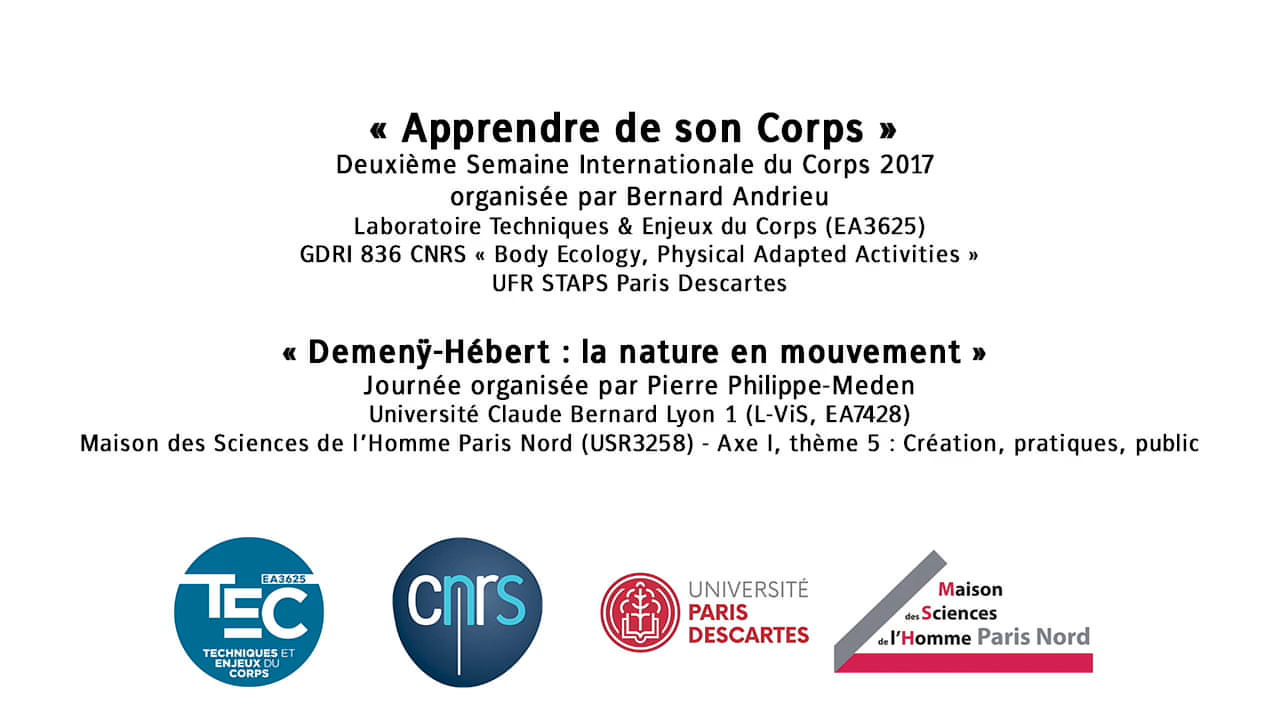 « Apprendre de son Corps »
Deuxième Semaine Internationale du Corps 2017
organisée par Bernard Andrieu
Laboratoire Techniques & Enjeux du Corps (EA3625)
GDRI 836 CNRS « Body Ecology, Physical Adapted Activities »
UFR STAPS Paris Descartes
« Demenÿ-Hébert : la nature en mouvement »
Journée organisée par Pierre Philippe-Meden
Université Claude Bernard Lyon 1 (L-ViS, EA7428)
Maison des Sciences de l’Homme Paris Nord (USR3258) - Axe I, thème 5 : Création, pratiques, public
EA3625
TEC
TECHNIQUES ET
ENJEUX DU
CORPS
cnrs
UNIVERSITÉ
PARIS
DESCARTES
Maison
des Sciences
de l’Homme Paris Nord